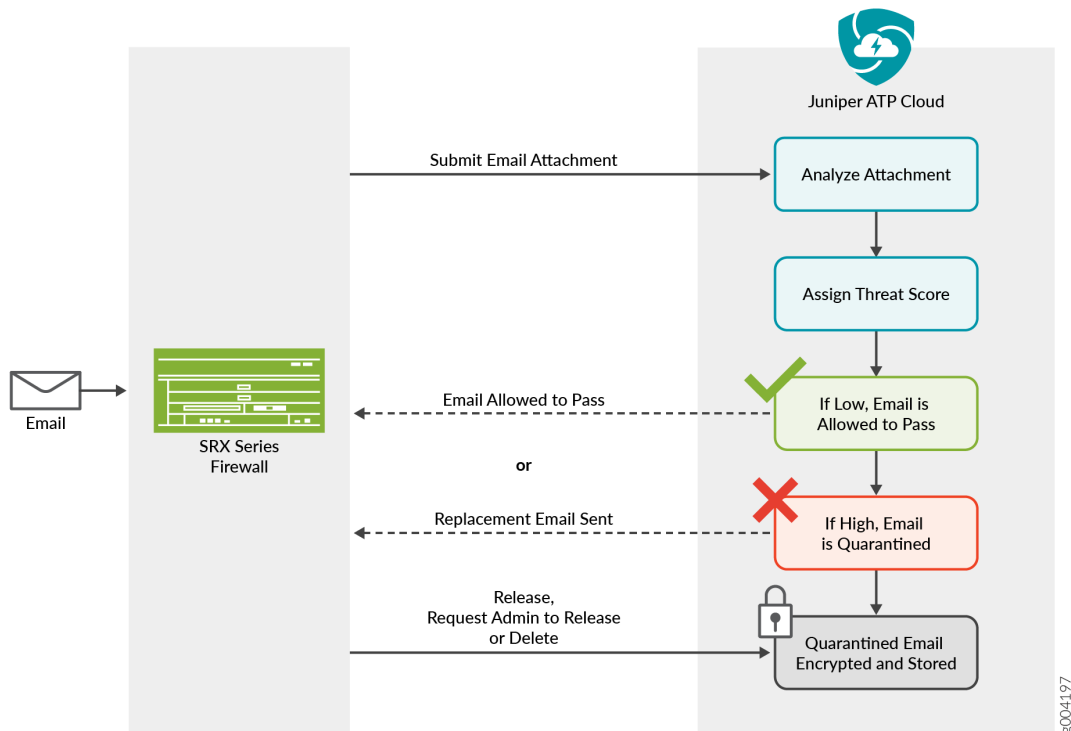 Juniper ATP Cloud
Submit Email Attachment
Analyze Attachment
Assign Threat Score
Email
SRX Series
Firewall
Email Allowed to Pass
If Low, Email is
Allowed to Pass
or
Replacement Email Sent
If High, Email
is Quarantined
Release,
Request Admin to Release
or Delete
Quarantined Email
Encrypted and Stored
g004197